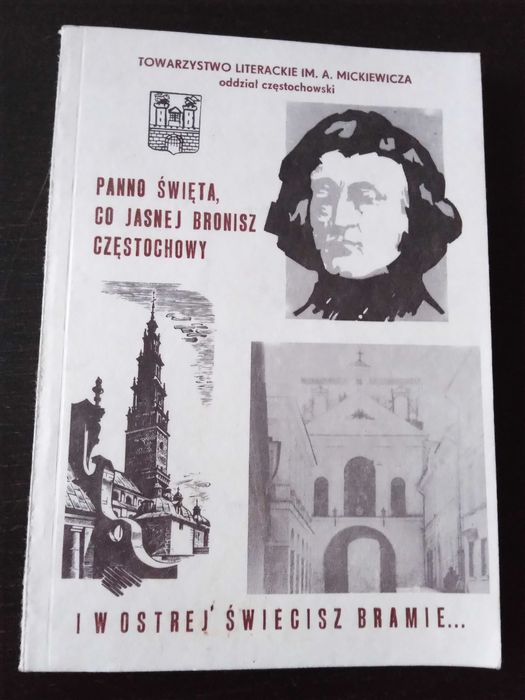 TOWARZYSTWO LITERACKIE IM. A. MICKIEWICZA
oddział częstochowski
PANNO ŚWIĘTA,
CO JASNEJ BRONISZ
CZĘSTOCHOWY
I W OSTREJ ŚWIECISZ BRAMIE...